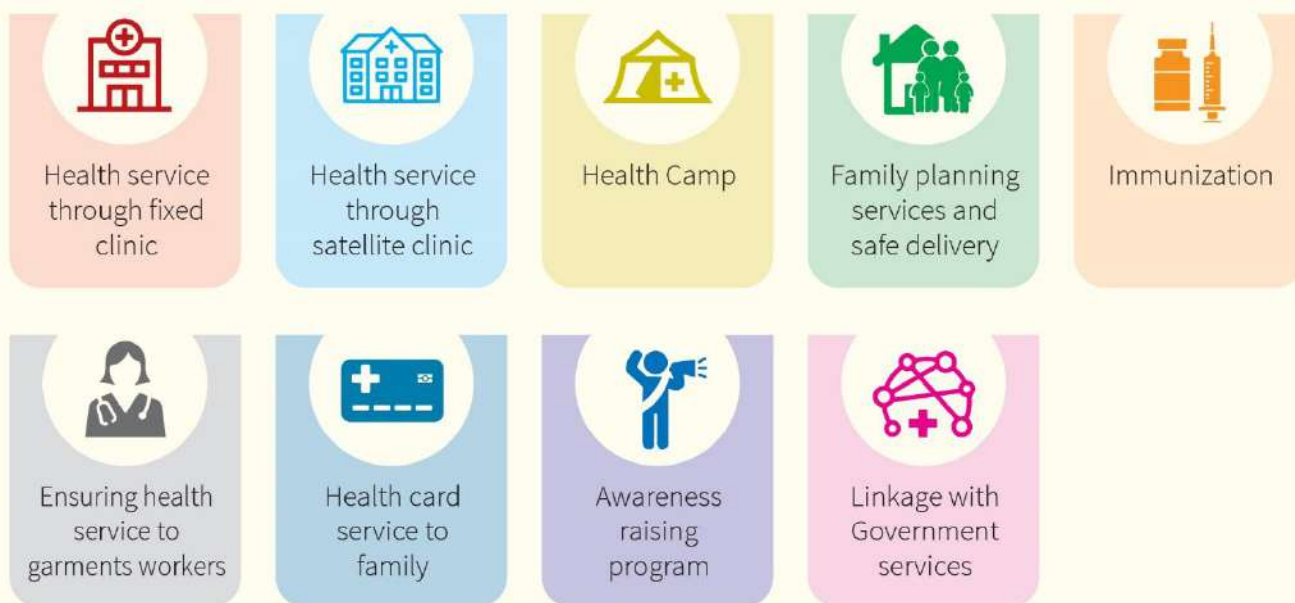 Health service
through fixed
clinic
Health service
through
satellite clinic
Health Camp
Family planning
services and
safe delivery
Immunization
Ensuring health
service to
garments workers
Health card
service to
family
Awareness
raising
program
Linkage with
Government
services